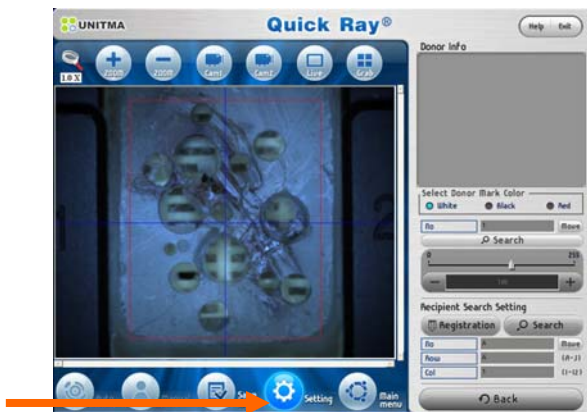 UNITMA
Quick Ray®
Help
Exit
1.0 X
ZOOM
ZOOM
Cam1
Cam2
Live
Grab
Donor Info
Select Donor Mark Color
White
Black
Red
No
Move
Search
0
255
Recipient Search Setting
Registration
Search
No
A
Move
Row
A
(A~J)
Col
Setting
Main menu
Back
1
2